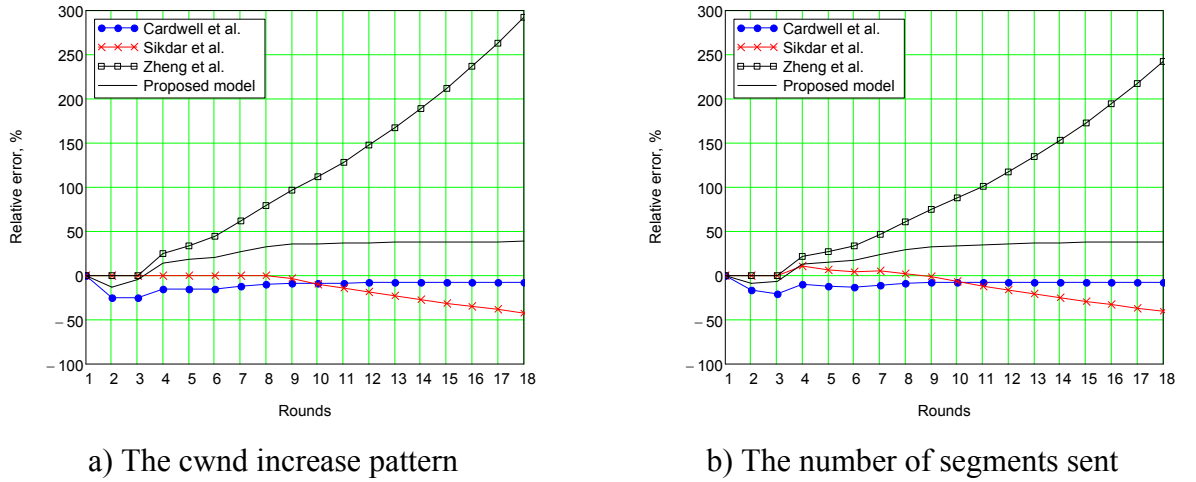 300
250
200
150
100
50
0
– 50
– 100
Relative error, %
Cardwell et al.
Sikdar et al.
Zheng et al.
Proposed model
1 2 3 4 5 6 7 8 9 10 11 12 13 14 15 16 17 18
Rounds
a) The cwnd increase pattern
300
250
200
150
100
50
0
– 50
– 100
Relative error, %
Cardwell et al.
Sikdar et al.
Zheng et al.
Proposed model
1 2 3 4 5 6 7 8 9 10 11 12 13 14 15 16 17 18
Rounds
b) The number of segments sent